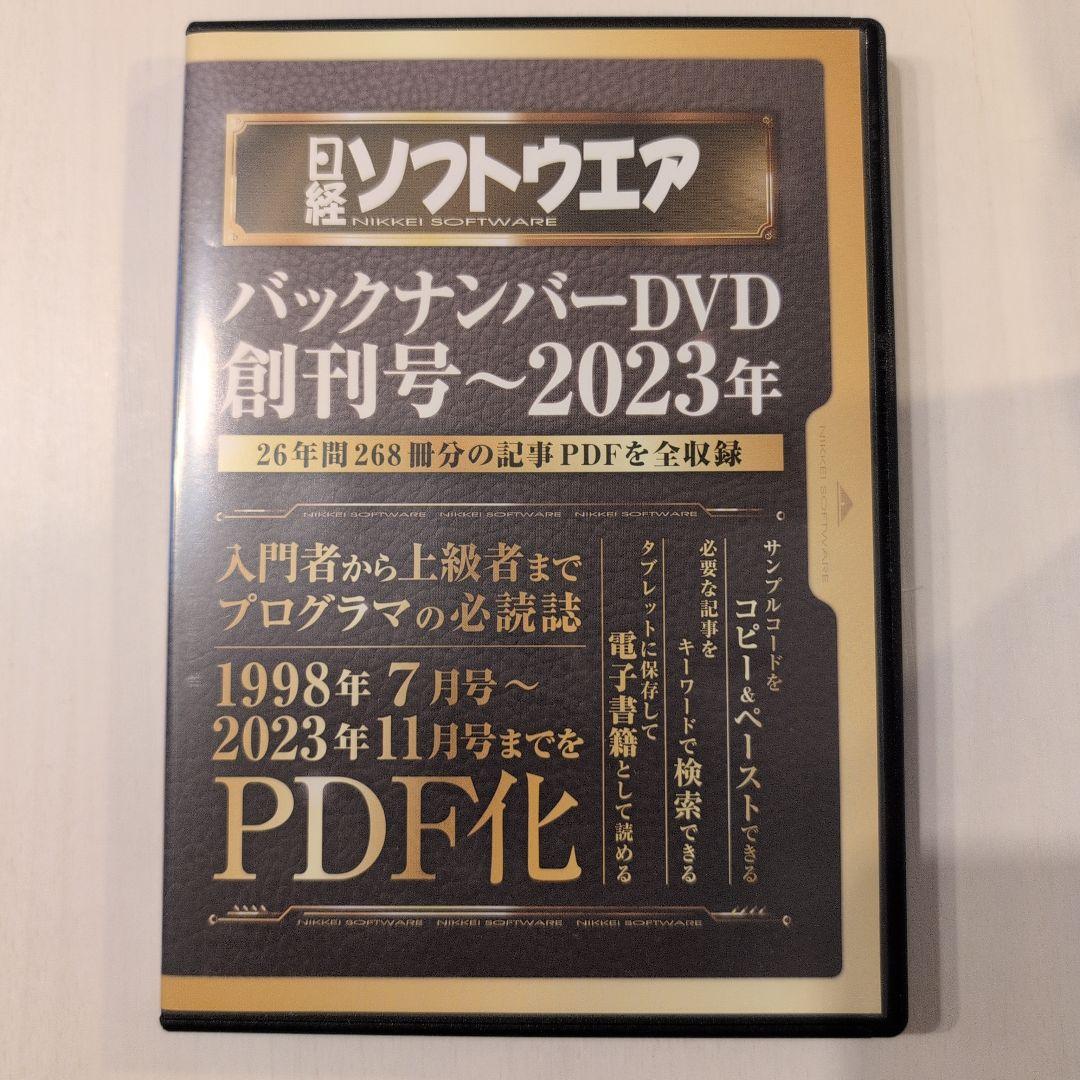 日経ソフトウエア
NIKKEI SOFTWARE
バックナンバーDVD
創刊号～2023年
26年間268冊分の記事PDFを全収録
NIKKEI SOFTWARE NIKKEI SOFTWARE NIKKEI SOFTWARE
入門者から上級者まで
プログラマの必読誌
1998年7月号～
2023年11月号までを
PDF化
サンプルコードを
コピー&ペーストできる
必要な記事を
キーワードで検索できる
タブレットに保存して
電子書籍として読める
NIKKEI SOFTWARE NIKKEI SOFTWARE NIKKEI SOFTWARE
NIKKEI SOFTWARE